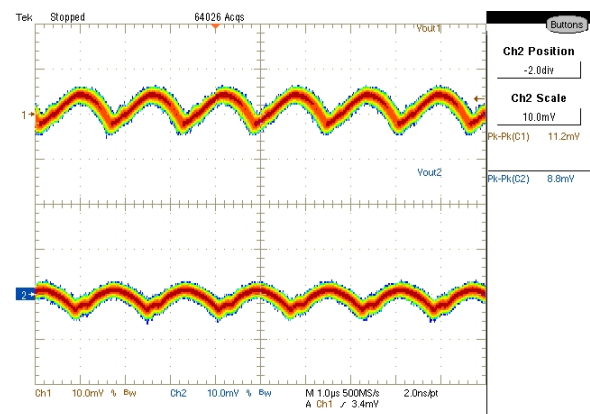 Tek Stopped 64026 Acqs
Buttons
Vout1
Ch2 Position
-2.0div
Ch2 Scale
10.0mV
1
Pk-Pk(C1) 11.2mV
Vout2
Pk-Pk(C2) 8.8mV
2
Ch1 10.0mV Bw Ch2 10.0mV Bw M 1.0µs 500MS/s 2.0ns/pt
A Ch1 3.4mV